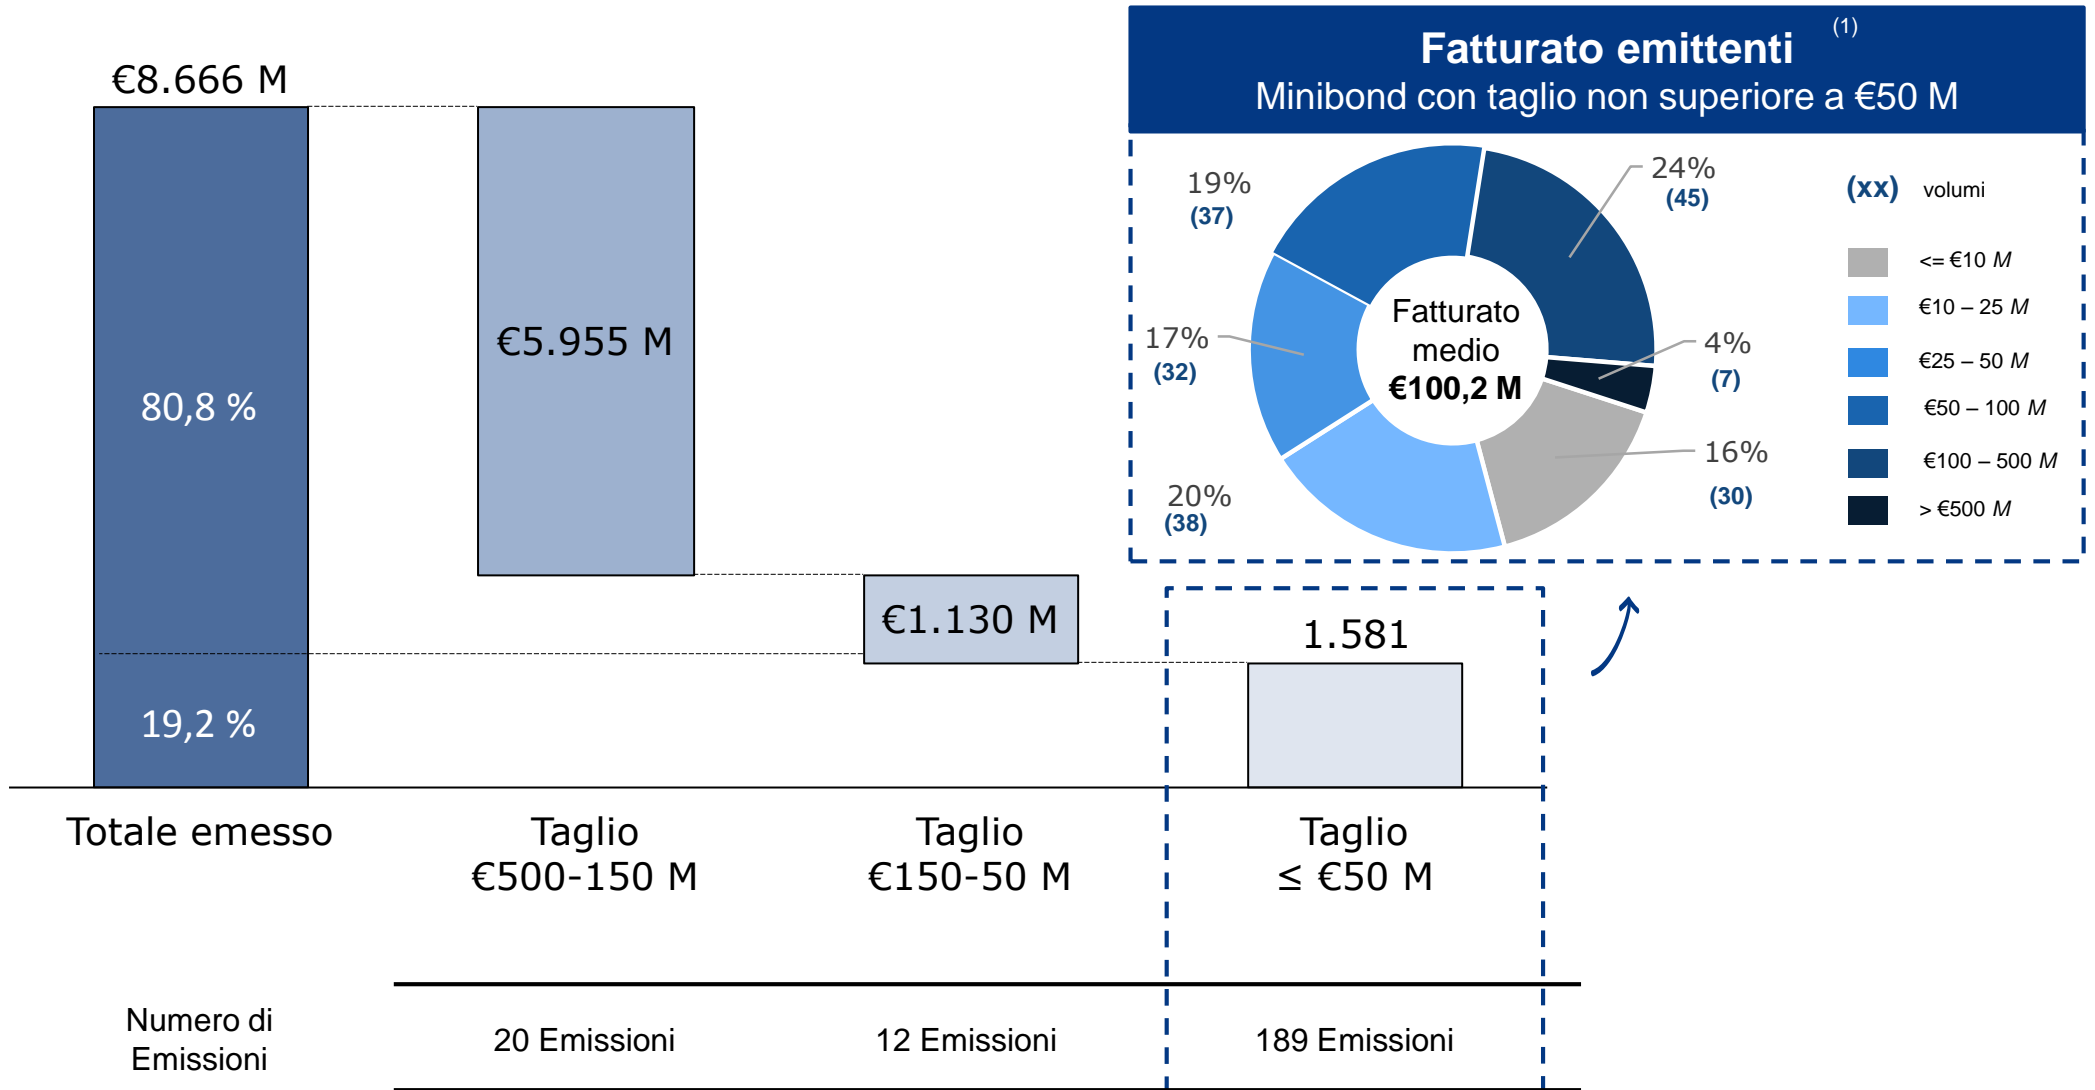 €8.666 M
80,8 %
19,2 %
€5.955 M
€1.130 M
1.581
Totale emesso
Taglio
€500-150 M
Taglio
€150-50 M
Taglio
≤ €50 M
Numero di
Emissioni
20 Emissioni
12 Emissioni
189 Emissioni
Fatturato emittenti (1)
Minibond con taglio non superiore a €50 M
19%
(37)
24%
(45)
17%
(32)
4%
(7)
20%
(38)
16%
(30)
Fatturato
medio
€100,2 M
(xx) volumi
<= €10 M
€10 – 25 M
€25 – 50 M
€50 – 100 M
€100 – 500 M
> €500 M